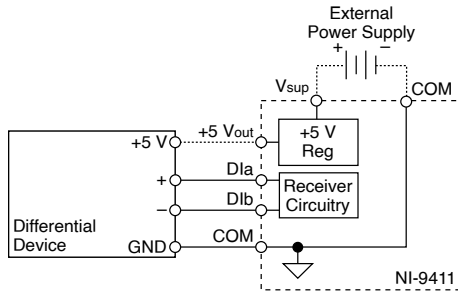 External
Power Supply
+ −
Vsup
COM
+5 V
+5 Vout
+5 V
Reg
+
DIa
Receiver
Circuitry
−
DIb
Differential
Device
GND
COM
NI-9411